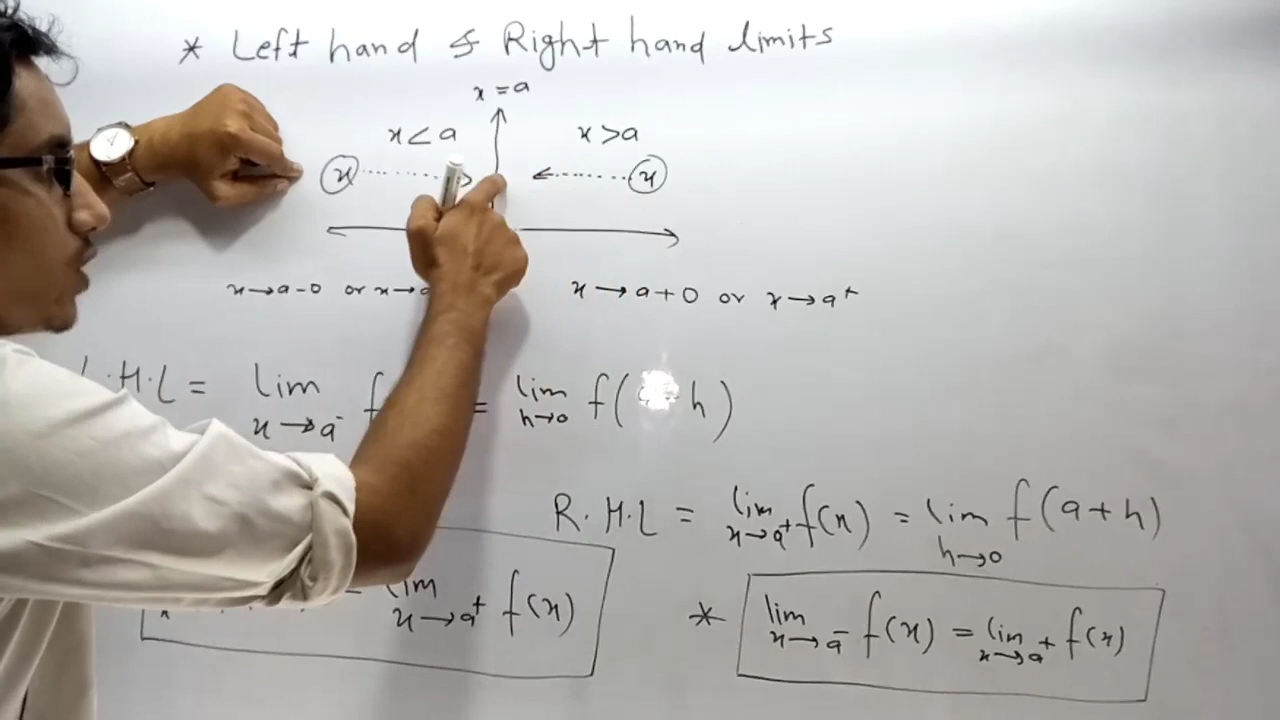 * Left hand & Right hand limits
x = a
x < a
x > a
x
x
x → a - 0 or x →
x → a + 0 or x → a⁺
L.H.L = lim x → a⁻ f = lim h → 0 f( h)
R.H.L = lim x → a⁺ f(x) = lim h → 0 f(a + h)
lim x → a⁺ f(x)
* lim x → a⁻ f(x) = lim x → a⁺ f(x)